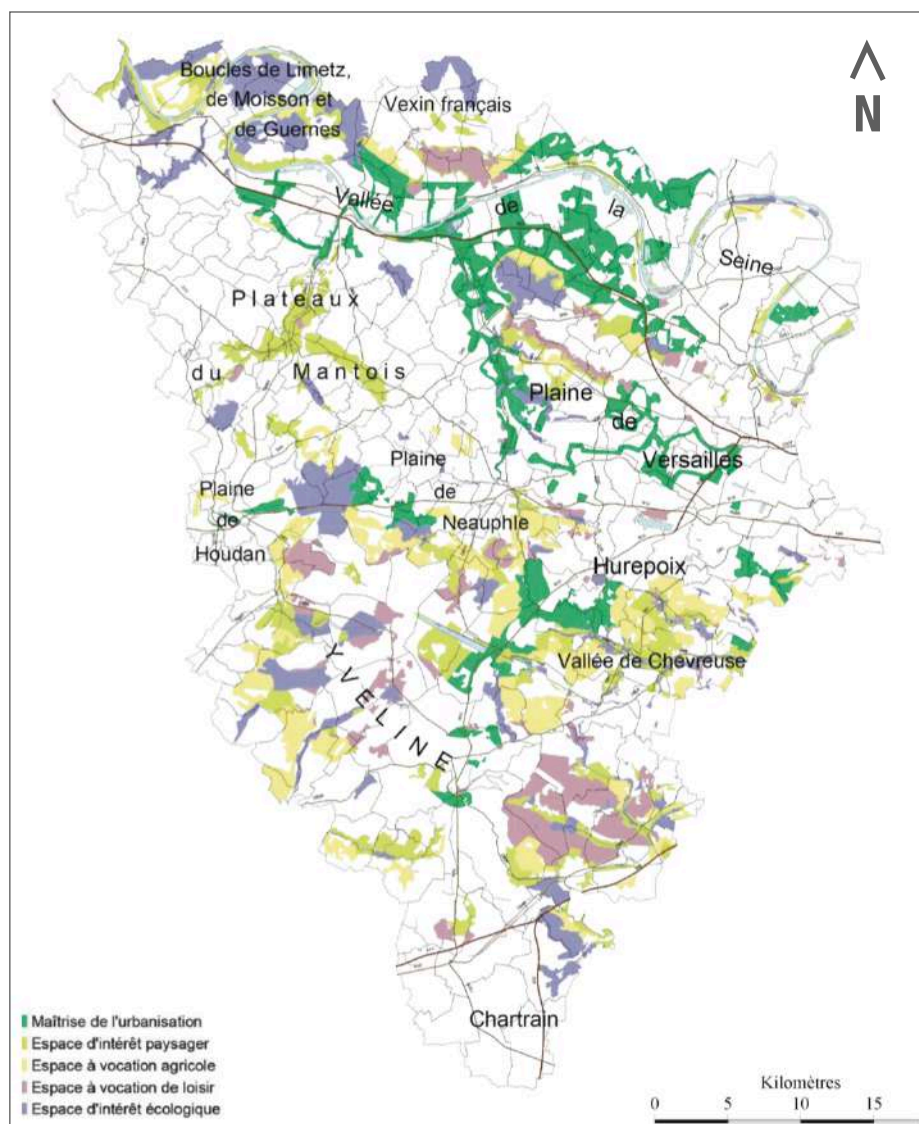 N
Boucles de Limetz,
de Moisson et
de Guernes
Vexin français
Vallée
de
la
Seine
Plateaux
du
Mantois
Plaine
de
Versailles
Plaine
de
Neauphle
Plaine
de
Houdan
Hurepoix
Vallée de Chevreuse
YVELINE
Chartrain
Maîtrise de l'urbanisation
Espace d'intérêt paysager
Espace à vocation agricole
Espace à vocation de loisir
Espace d'intérêt écologique
Kilomètres
0 5 10 15